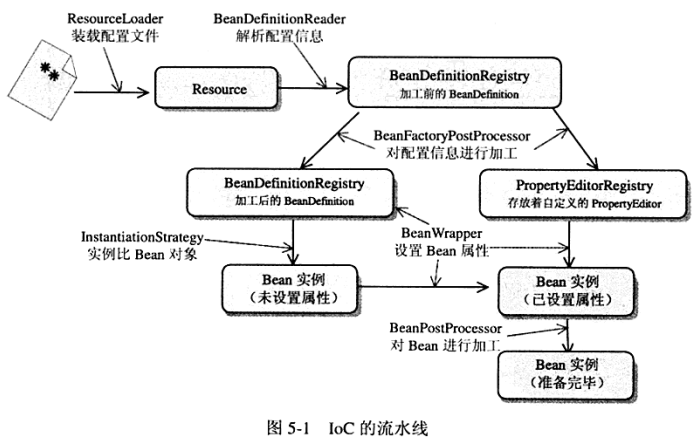 ResourceLoader
装载配置文件
BeanDefinitionReader
解析配置信息
**
Resource
BeanDefinitionRegistry
加工前的 BeanDefinition
BeanFactoryPostProcessor
对配置信息进行加工
BeanDefinitionRegistry
加工后的 BeanDefinition
PropertyEditorRegistry
存放着自定义的 PropertyEditor
InstantiationStrategy
实例比 Bean 对象
BeanWrapper
设置 Bean 属性
Bean 实例
（未设置属性）
Bean 实例
（已设置属性）
BeanPostProcessor
对 Bean 进行加工
Bean 实例
（准备完毕）
图 5-1 IoC 的流水线